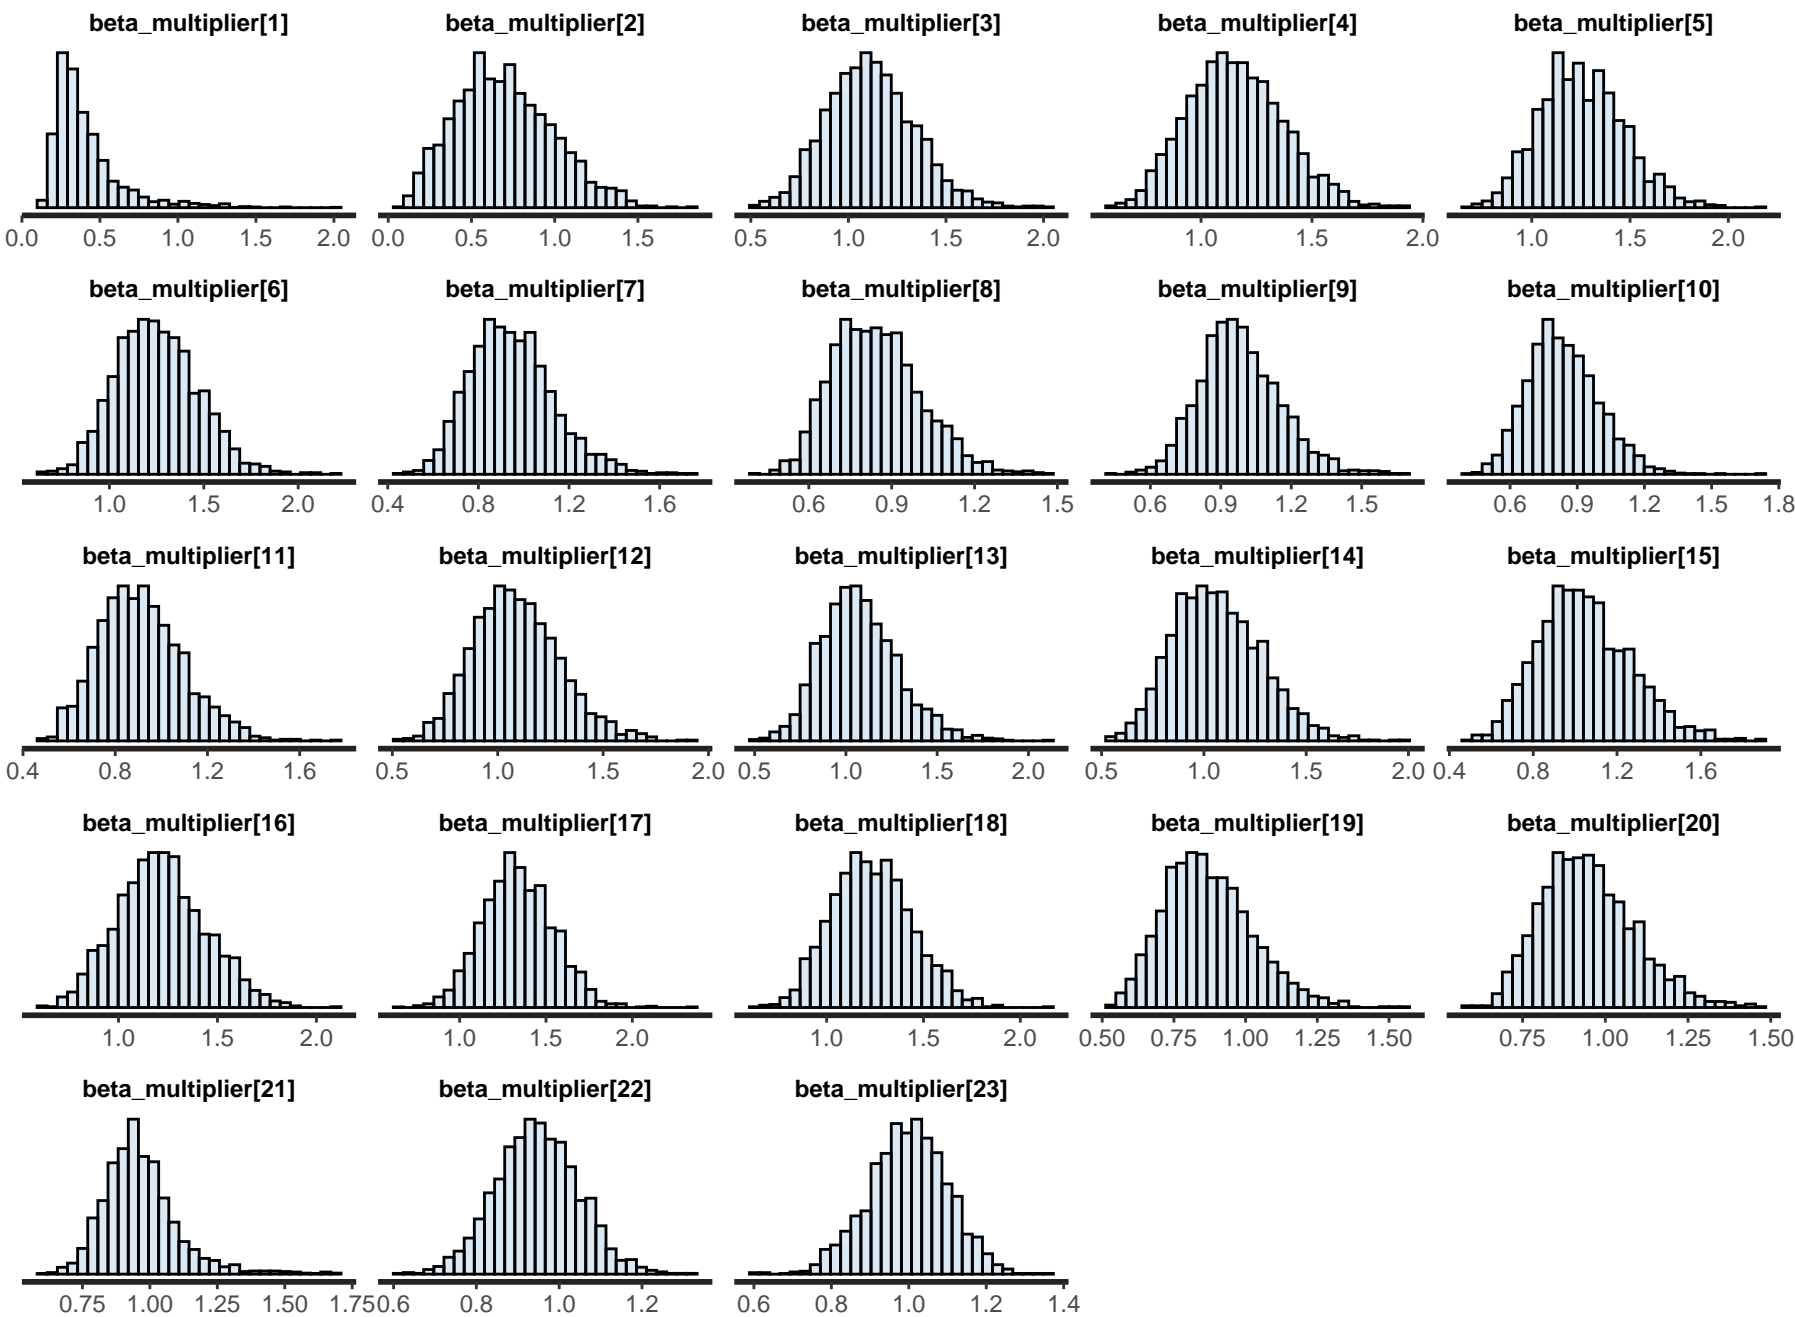 beta_multiplier[1] beta_multiplier[2] beta_multiplier[3] beta_multiplier[4] beta_multiplier[5]
0.0 0.5 1.0 1.5 2.0 0.0 0.5 1.0 1.5 0.5 1.0 1.5 2.0 1.0 1.5 2.0 1.0 1.5 2.0
beta_multiplier[6] beta_multiplier[7] beta_multiplier[8] beta_multiplier[9] beta_multiplier[10]
1.0 1.5 2.0 0.4 0.8 1.2 1.6 0.6 0.9 1.2 1.5 0.6 0.9 1.2 1.5 0.6 0.9 1.2 1.5 1.8
beta_multiplier[11] beta_multiplier[12] beta_multiplier[13] beta_multiplier[14] beta_multiplier[15]
0.4 0.8 1.2 1.6 0.5 1.0 1.5 2.0 0.5 1.0 1.5 2.0 0.5 1.0 1.5 2.0 0.4 0.8 1.2 1.6
beta_multiplier[16] beta_multiplier[17] beta_multiplier[18] beta_multiplier[19] beta_multiplier[20]
1.0 1.5 2.0 1.0 1.5 2.0 1.0 1.5 2.0 0.50 0.75 1.00 1.25 1.50 0.75 1.00 1.25 1.50
beta_multiplier[21] beta_multiplier[22] beta_multiplier[23]
0.75 1.00 1.25 1.50 1.75 0.6 0.8 1.0 1.2 0.6 0.8 1.0 1.2 1.4